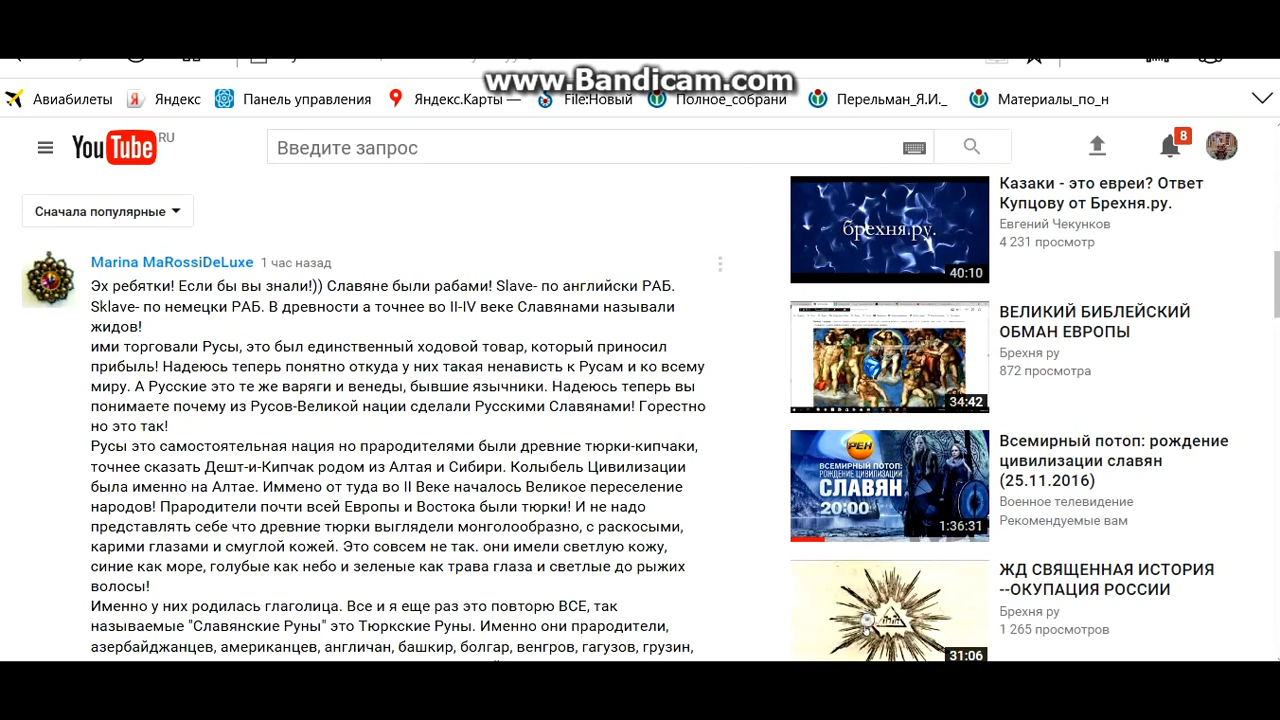 www.Bandicam.com
Авиабилеты
Яндекс
Панель управления
Яндекс.Карты —
File:Новый
Полное_собрани
Перельман_Я.И._
Материалы_по_н
YouTube RU
Введите запрос
8
Сначала популярные
Marina MaRossiDeLuxe 1 час назад
Эх ребятки! Если бы вы знали!)) Славяне были рабами! Slave- по английски РАБ.
Sklave- по немецки РАБ. В древности а точнее во II-IV веке Славянами называли
жидов!
ими торговали Русы, это был единственный ходовой товар, который приносил
прибыль! Надеюсь теперь понятно откуда у них такая ненависть к Русам и ко всему
миру. А Русские это те же варяги и венеды, бывшие язычники. Надеюсь теперь вы
понимаете почему из Русов-Великой нации сделали Русскими Славянами! Горестно
но это так!
Русы это самостоятельная нация но прародителями были древние тюрки-кипчаки,
точнее сказать Дешт-и-Кипчак родом из Алтая и Сибири. Колыбель Цивилизации
была именно на Алтае. Иммено от туда во II Веке началось Великое переселение
народов! Прародители почти всей Европы и Востока были тюрки! И не надо
представлять себе что древние тюрки выглядели монголообразно, с раскосыми,
карими глазами и смуглой кожей. Это совсем не так. они имели светлую кожу,
синие как море, голубые как небо и зеленые как трава глаза и светлые до рыжих
волосы!
Именно у них родилась глаголица. Все и я еще раз это повторю ВСЕ, так
называемые "Славянские Руны" это Тюркские Руны. Именно они прародители,
азербайджанцев, американцев, англичан, башкир, болгар, венгров, гагузов, грузин,
брехня.ру.
40:10
Казаки - это евреи? Ответ
Купцову от Брехня.ру.
Евгений Чекунков
4 231 просмотр
34:42
ВЕЛИКИЙ БИБЛЕЙСКИЙ
ОБМАН ЕВРОПЫ
Брехня ру
872 просмотра
РЕН
ВСЕМИРНЫЙ ПОТОП:
РОЖДЕНИЕ ЦИВИЛИЗАЦИИ
СЛАВЯН
20:00
1:36:31
Всемирный потоп: рождение
цивилизации славян
(25.11.2016)
Военное телевидение
Рекомендуемые вам
31:06
ЖД СВЯЩЕННАЯ ИСТОРИЯ
--ОКУПАЦИЯ РОССИИ
Брехня ру
1 265 просмотров